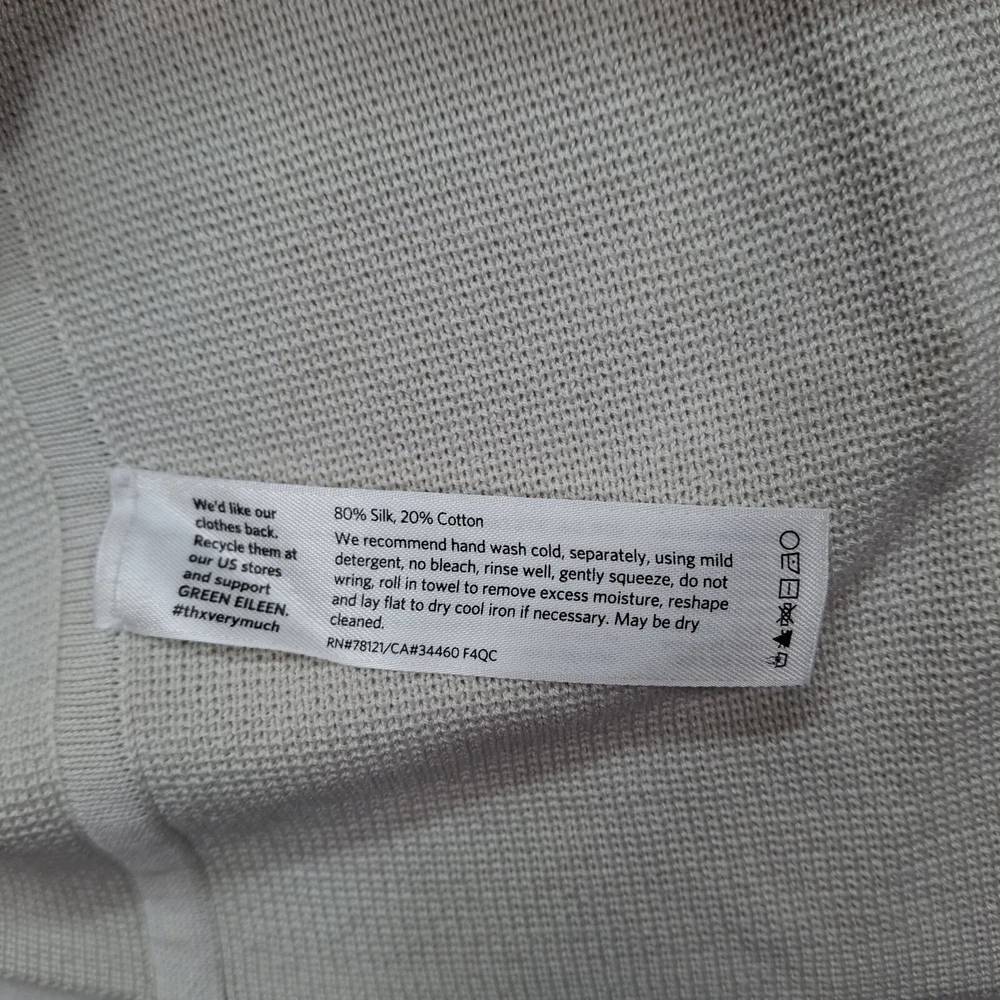 We'd like our
clothes back.
Recycle them at
our US stores
and support
GREEN EILEEN.
#thxverymuch
80% Silk, 20% Cotton
We recommend hand wash cold, separately, using mild
detergent, no bleach, rinse well, gently squeeze, do not
wring, roll in towel to remove excess moisture, reshape
and lay flat to dry cool iron if necessary. May be dry
cleaned.
RN#78121/CA#34460 F4QC